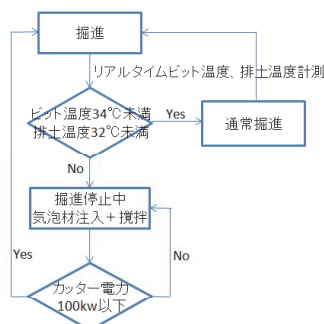 掘進
リアルタイムビット温度、排土温度計測
ビット温度34℃未満
排土温度32℃未満
Yes
通常掘進
No
掘進停止中
気泡材注入＋攪拌
Yes
No
カッター電力
100kw以下